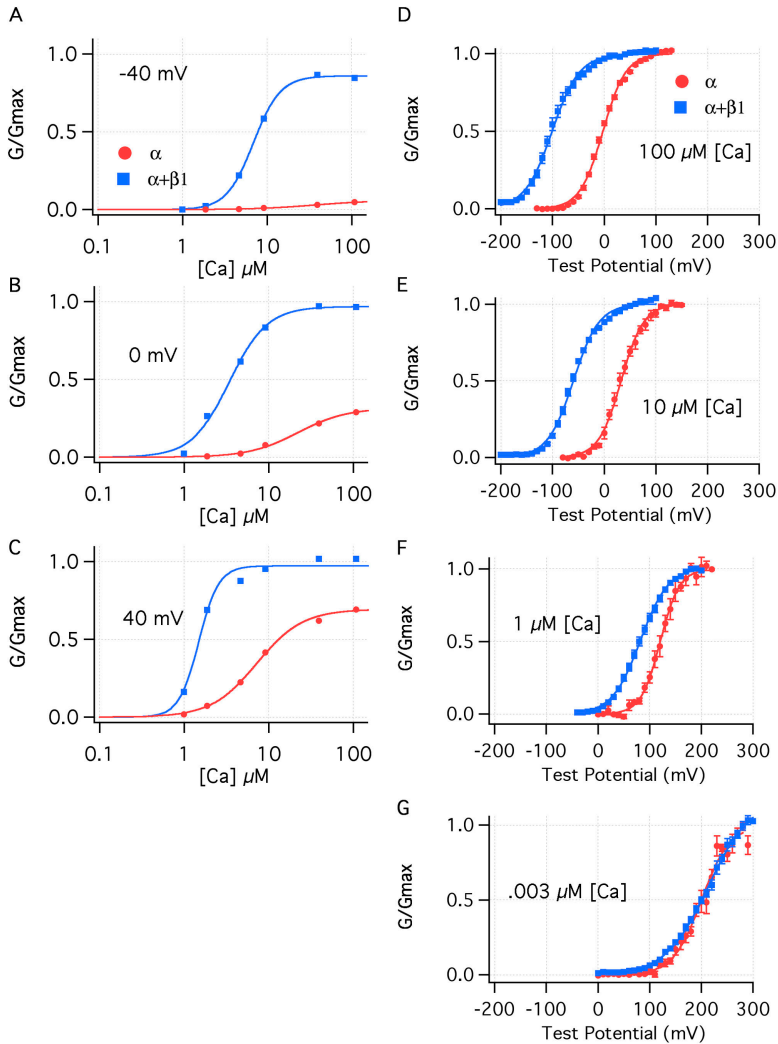 A
-40 mV
G/Gmax
1.0
0.5
0.0
α
α+β1
0.1
1
10
100
[Ca] µM
B
0 mV
G/Gmax
1.0
0.5
0.0
0.1
1
10
100
[Ca] µM
C
40 mV
G/Gmax
1.0
0.5
0.0
0.1
1
10
100
[Ca] µM
D
G/Gmax
1.0
0.5
0.0
α
α+β1
100 µM [Ca]
-200 -100 0 100 200 300
Test Potential (mV)
E
G/Gmax
1.0
0.5
0.0
10 µM [Ca]
-200 -100 0 100 200 300
Test Potential (mV)
F
G/Gmax
1.0
0.5
0.0
1 µM [Ca]
-200 -100 0 100 200 300
Test Potential (mV)
G
G/Gmax
1.0
0.5
0.0
.003 µM [Ca]
-200 -100 0 100 200 300
Test Potential (mV)